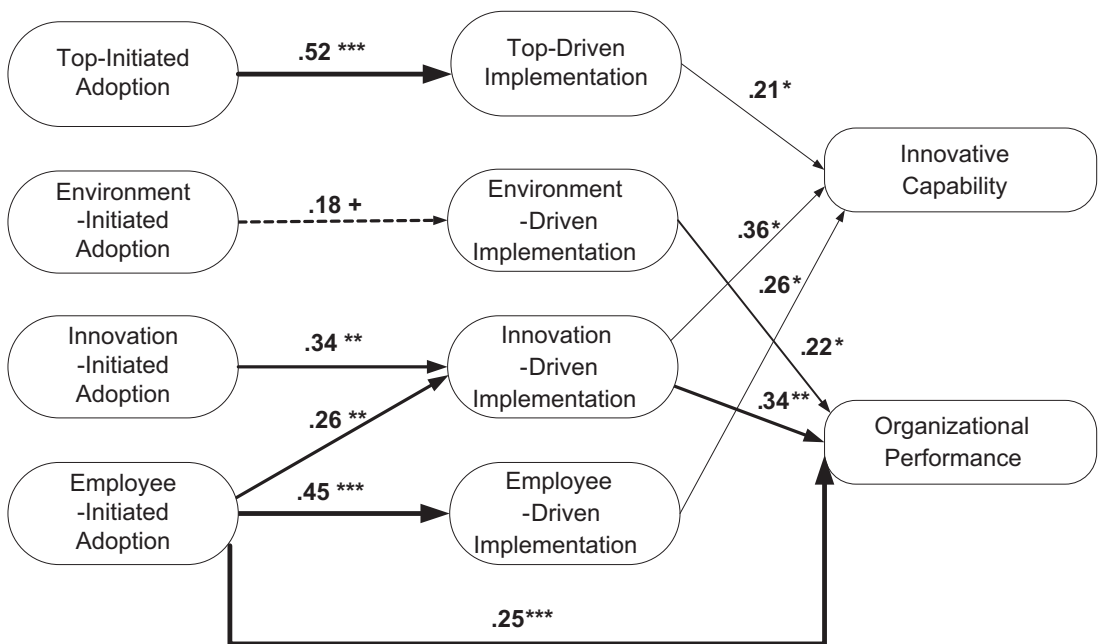 Top-Initiated
Adoption
.52 ***
Top-Driven
Implementation
.21*
Innovative
Capability
Environment
-Initiated
Adoption
.18 +
Environment
-Driven
Implementation
.36*
.26*
Innovation
-Initiated
Adoption
.34 **
Innovation
-Driven
Implementation
.22*
.34**
.26 **
Organizational
Performance
Employee
-Initiated
Adoption
.45 ***
Employee
-Driven
Implementation
.25***